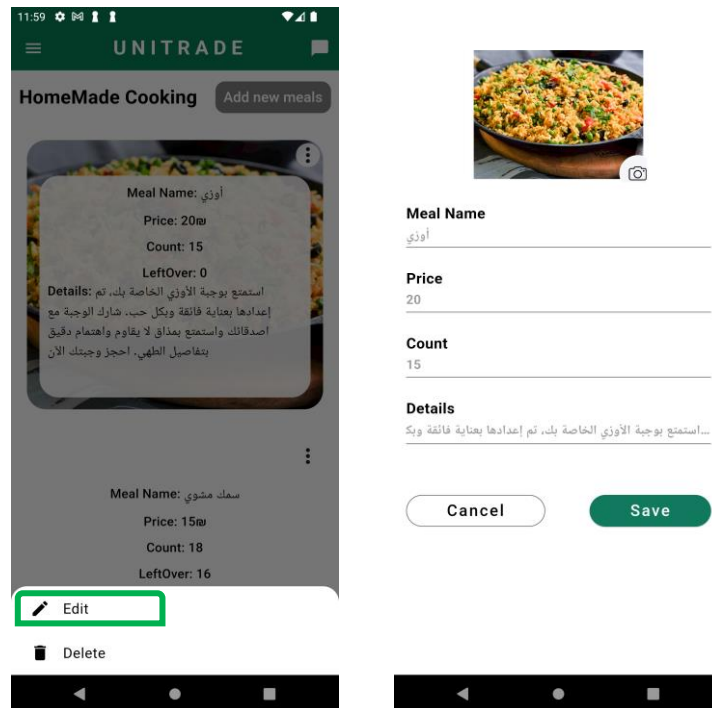 11:59
UNITRADE
HomeMade Cooking
Add new meals
Meal Name: أوزي
Price: 20₪
Count: 15
LeftOver: 0
Details: استمتع بوجبة الأوزي الخاصة بك، تم
إعدادها بعناية فائقة وبكل حب. شارك الوجبة مع
اصدقائك واستمتع بمذاق لا يقاوم واهتمام دقيق
بتفاصيل الطهي. احجز وجبتك الآن
Meal Name: سمك مشوي
Price: 15₪
Count: 18
LeftOver: 16
Edit
Delete
Meal Name
أوزي
Price
20
Count
15
Details
استمتع بوجبة الأوزي الخاصة بك، تم إعدادها بعناية فائقة وبك...
Cancel
Save